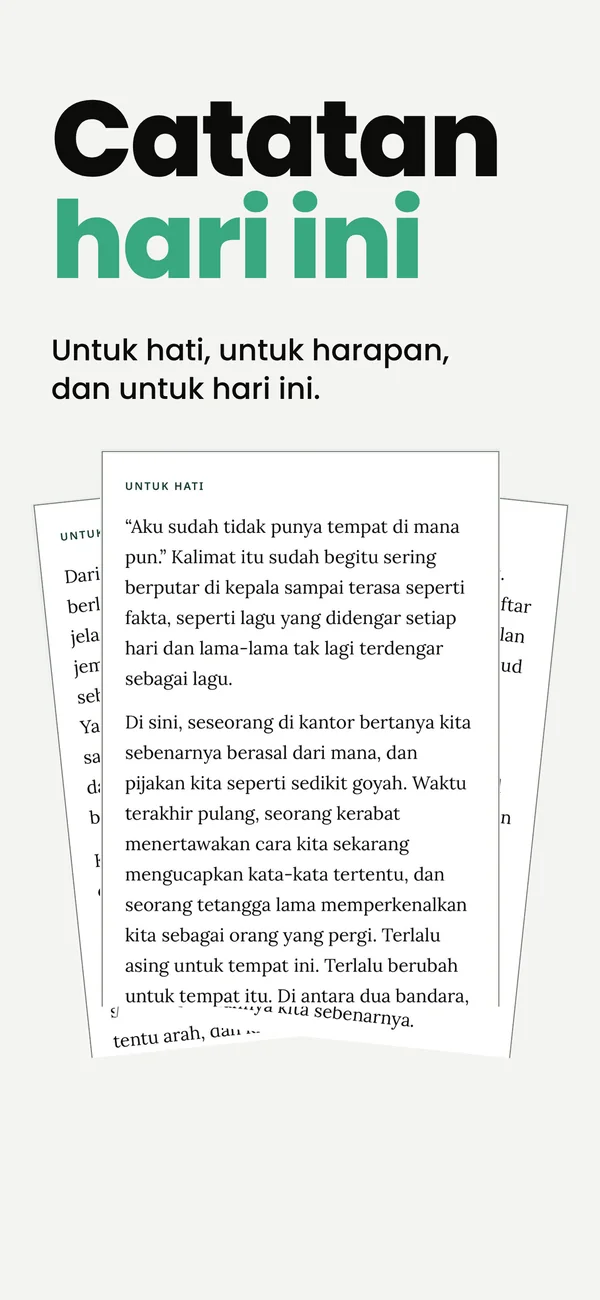 Catatan
hari ini
Untuk hati, untuk harapan,
dan untuk hari ini.
UNTUK HATI
“Aku sudah tidak punya tempat di mana
pun.” Kalimat itu sudah begitu sering
berputar di kepala sampai terasa seperti
fakta, seperti lagu yang didengar setiap
hari dan lama-lama tak lagi terdengar
sebagai lagu.
Di sini, seseorang di kantor bertanya kita
sebenarnya berasal dari mana, dan
pijakan kita seperti sedikit goyah. Waktu
terakhir pulang, seorang kerabat
menertawakan cara kita sekarang
mengucapkan kata-kata tertentu, dan
seorang tetangga lama memperkenalkan
kita sebagai orang yang pergi. Terlalu
asing untuk tempat ini. Terlalu berubah
untuk tempat itu. Di antara dua bandara,
Dari
Ya
kita sebenarnya.
tentu arah, dan